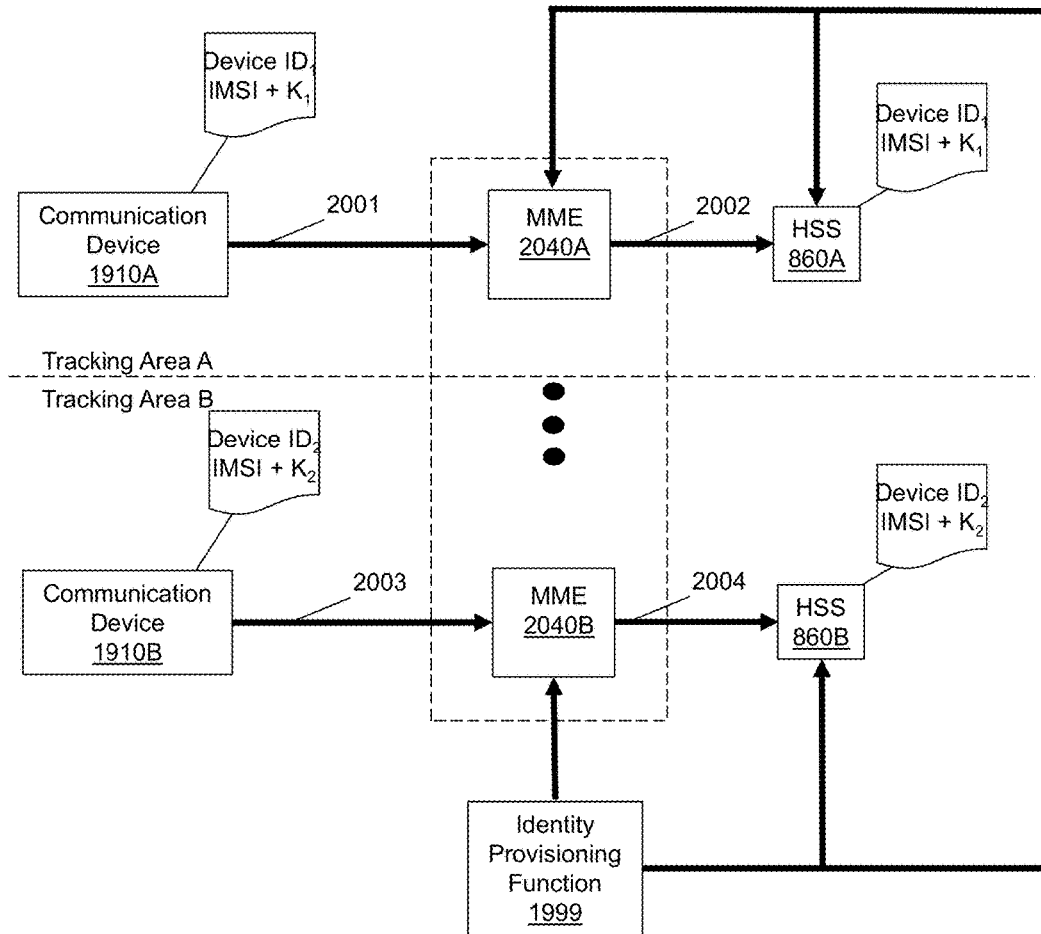 Device ID₁
IMSI + K₁
Device ID₁
IMSI + K₁
Communication
Device
1910A
2001
MME
2040A
2002
HSS
860A
Tracking Area A
Tracking Area B
Device ID₂
IMSI + K₂
Device ID₂
IMSI + K₂
Communication
Device
1910B
2003
MME
2040B
2004
HSS
860B
Identity
Provisioning
Function
1999